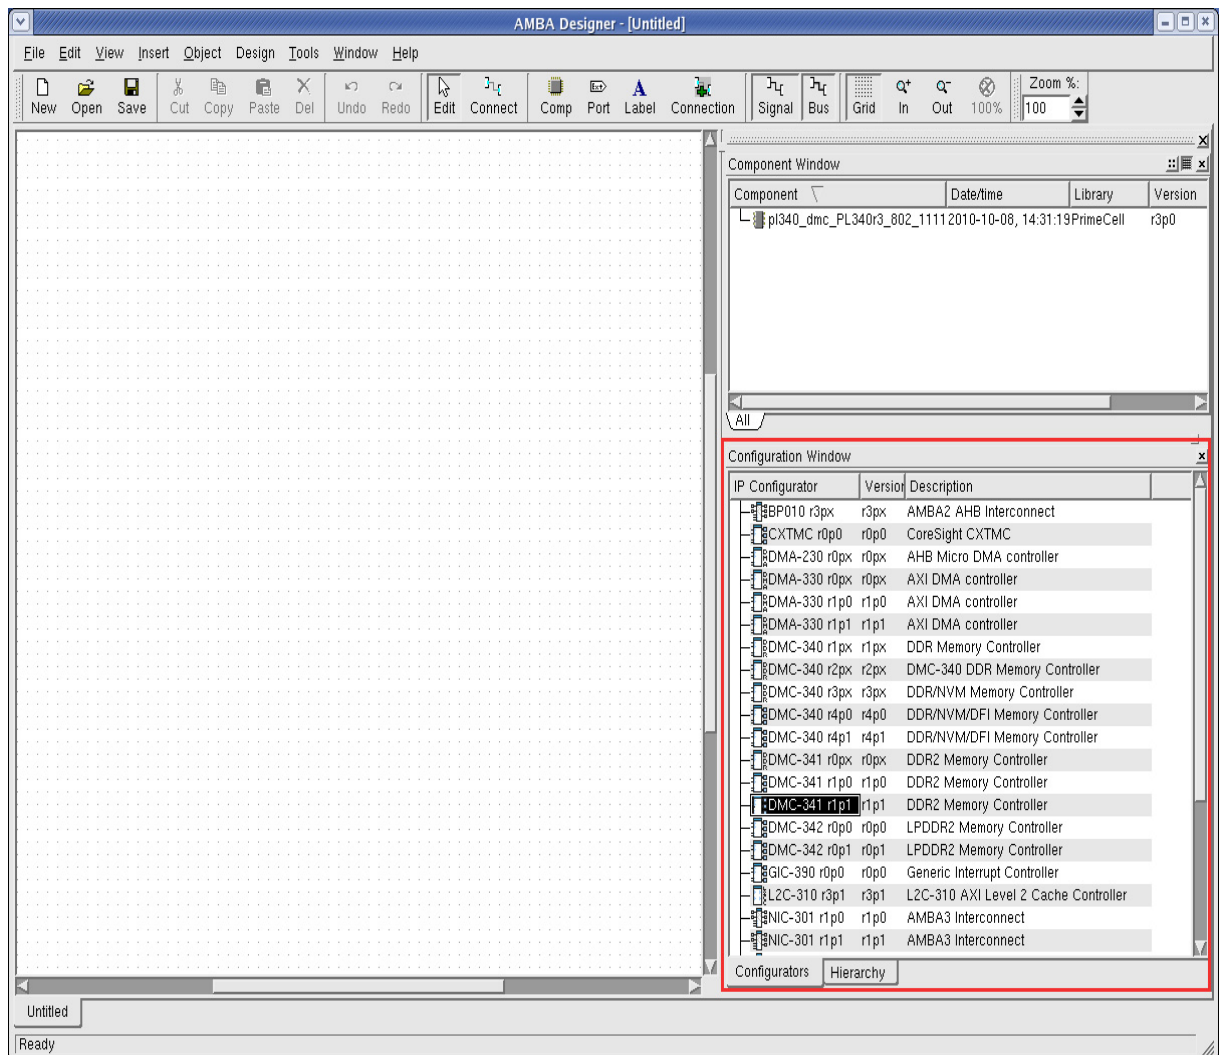 AMBA Designer - [Untitled]
File Edit View Insert Object Design Tools Window Help
New Open Save Cut Copy Paste Del Undo Redo Edit Connect Comp Port Label Connection Signal Bus Grid In Out 100% Zoom %: 100
Component Window
Component Date/time Library Version
pl340_dmc_PL340r3_802_1111 2010-10-08, 14:31:19 PrimeCell r3p0
All
Configuration Window
IP Configurator Version Description
BP010 r3px r3px AMBA2 AHB Interconnect
CXTMC r0p0 r0p0 CoreSight CXTMC
DMA-230 r0px r0px AHB Micro DMA controller
DMA-330 r0px r0px AXI DMA controller
DMA-330 r1p0 r1p0 AXI DMA controller
DMA-330 r1p1 r1p1 AXI DMA controller
DMC-340 r1px r1px DDR Memory Controller
DMC-340 r2px r2px DMC-340 DDR Memory Controller
DMC-340 r3px r3px DDR/NVM Memory Controller
DMC-340 r4p0 r4p0 DDR/NVM/DFI Memory Controller
DMC-340 r4p1 r4p1 DDR/NVM/DFI Memory Controller
DMC-341 r0px r0px DDR2 Memory Controller
DMC-341 r1p0 r1p0 DDR2 Memory Controller
DMC-341 r1p1 r1p1 DDR2 Memory Controller
DMC-342 r0p0 r0p0 LPDDR2 Memory Controller
DMC-342 r0p1 r0p1 LPDDR2 Memory Controller
GIC-390 r0p0 r0p0 Generic Interrupt Controller
L2C-310 r3p1 r3p1 L2C-310 AXI Level 2 Cache Controller
NIC-301 r1p0 r1p0 AMBA3 Interconnect
NIC-301 r1p1 r1p1 AMBA3 Interconnect
Configurators Hierarchy
Untitled
Ready